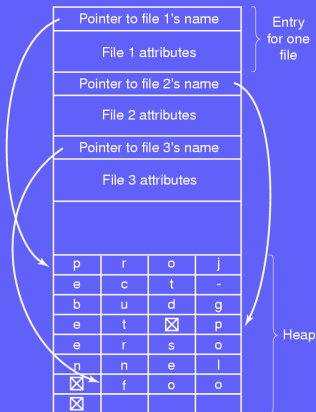 Pointer to file 1's name
Entry
for one
file
File 1 attributes
Pointer to file 2's name
File 2 attributes
Pointer to file 3's name
File 3 attributes
p r o j
e c t -
b u d g
e t ☒ p
e r s o
n n e l
☒ f o o
☒
Heap